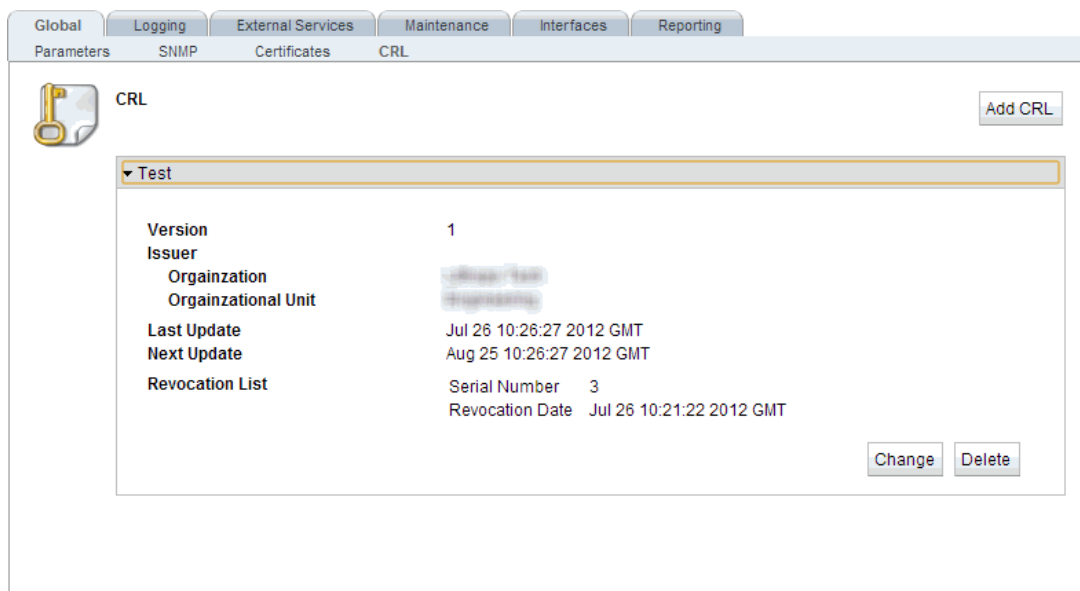 Global Logging External Services Maintenance Interfaces Reporting
Parameters SNMP Certificates CRL
CRL
Add CRL
Test
Version 1
Issuer
Orgainzation
Orgainzational Unit
Last Update Jul 26 10:26:27 2012 GMT
Next Update Aug 25 10:26:27 2012 GMT
Revocation List Serial Number 3
Revocation Date Jul 26 10:21:22 2012 GMT
Change Delete